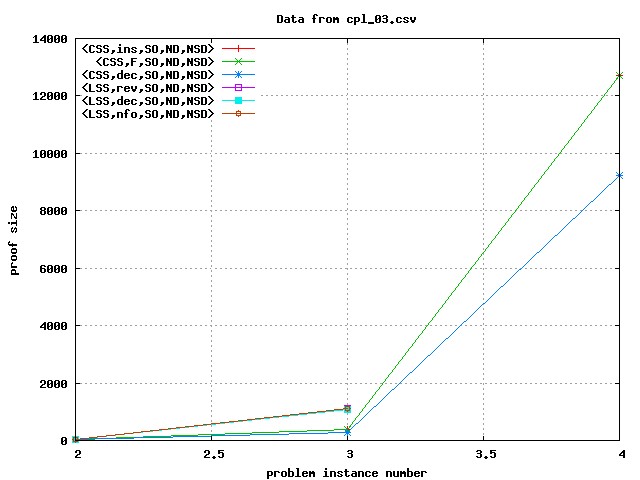 Data from cpl_03.csv
14000
12000
10000
8000
6000
4000
2000
0
proof size
<CSS,ins,SO,ND,NSD>
<CSS,F,SO,ND,NSD>
<CSS,dec,SO,ND,NSD>
<LSS,rev,SO,ND,NSD>
<LSS,dec,SO,ND,NSD>
<LSS,nfo,SO,ND,NSD>
2 2.5 3 3.5 4
problem instance number